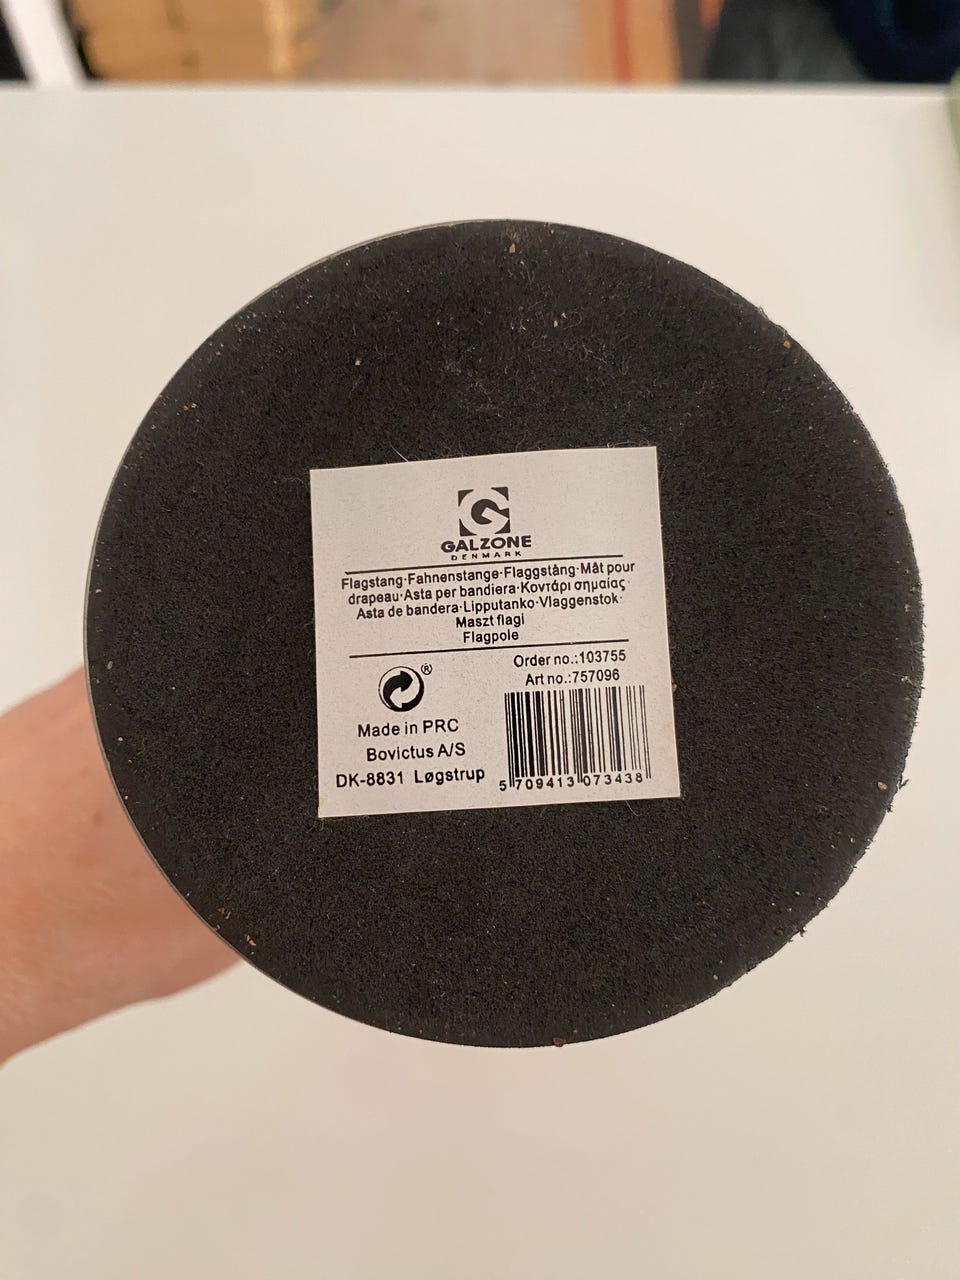 G
GALZONE
DENMARK
Flagstang·Fahnenstange·Flaggstång·Mât pour
drapeau·Asta per bandiera·Κοντάρι σημαίας·
Asta de bandera·Lipputanko·Vlaggenstok·
Maszt flagi
Flagpole
Order no.:103755
Art no.:757096
®
Made in PRC
Bovictus A/S
DK-8831 Løgstrup
5 709413 073438